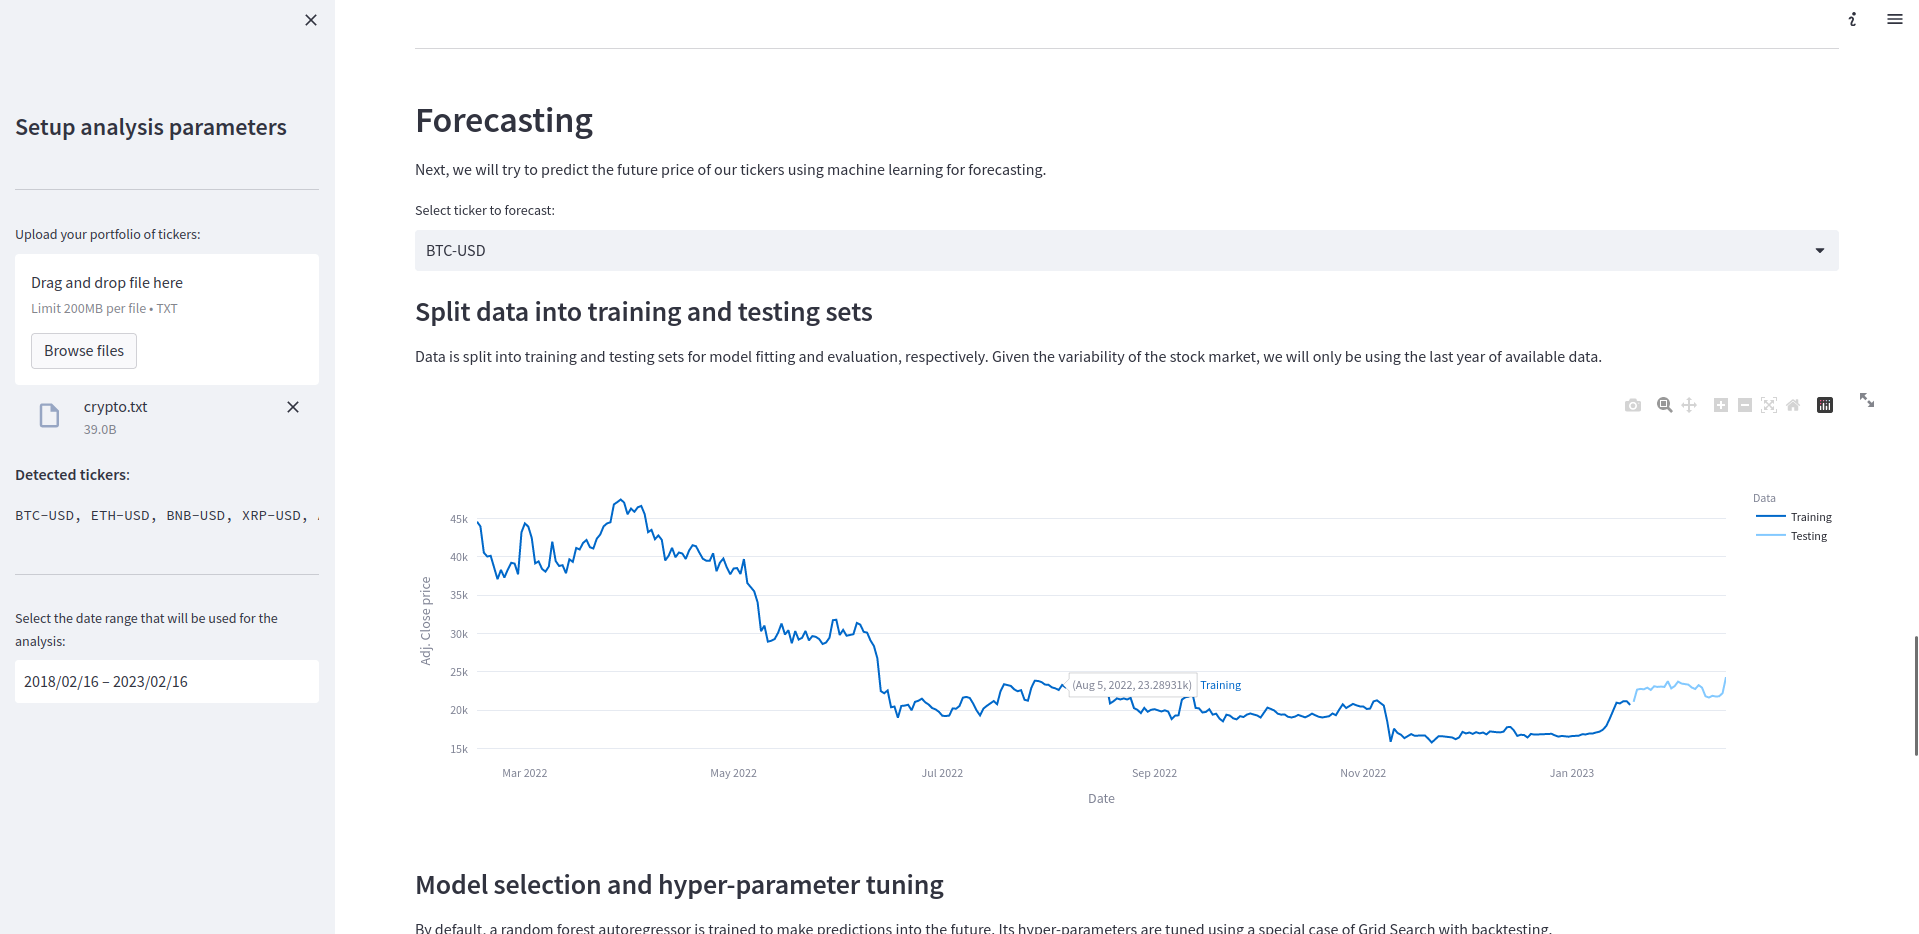 Setup analysis parameters
Upload your portfolio of tickers:
Drag and drop file here
Limit 200MB per file • TXT
Browse files
crypto.txt
39.0B
Detected tickers:
BTC-USD, ETH-USD, BNB-USD, XRP-USD,
Select the date range that will be used for the
analysis:
2018/02/16 – 2023/02/16
Forecasting
Next, we will try to predict the future price of our tickers using machine learning for forecasting.
Select ticker to forecast:
BTC-USD
Split data into training and testing sets
Data is split into training and testing sets for model fitting and evaluation, respectively. Given the variability of the stock market, we will only be using the last year of available data.
Data
Training
Testing
45k
40k
35k
30k
25k
20k
15k
Adj. Close price
(Aug 5, 2022, 23.28931k) Training
Mar 2022 May 2022 Jul 2022 Sep 2022 Nov 2022 Jan 2023
Date
Model selection and hyper-parameter tuning
By default, a random forest autoregressor is trained to make predictions into the future. Its hyper-parameters are tuned using a special case of Grid Search with backtesting.